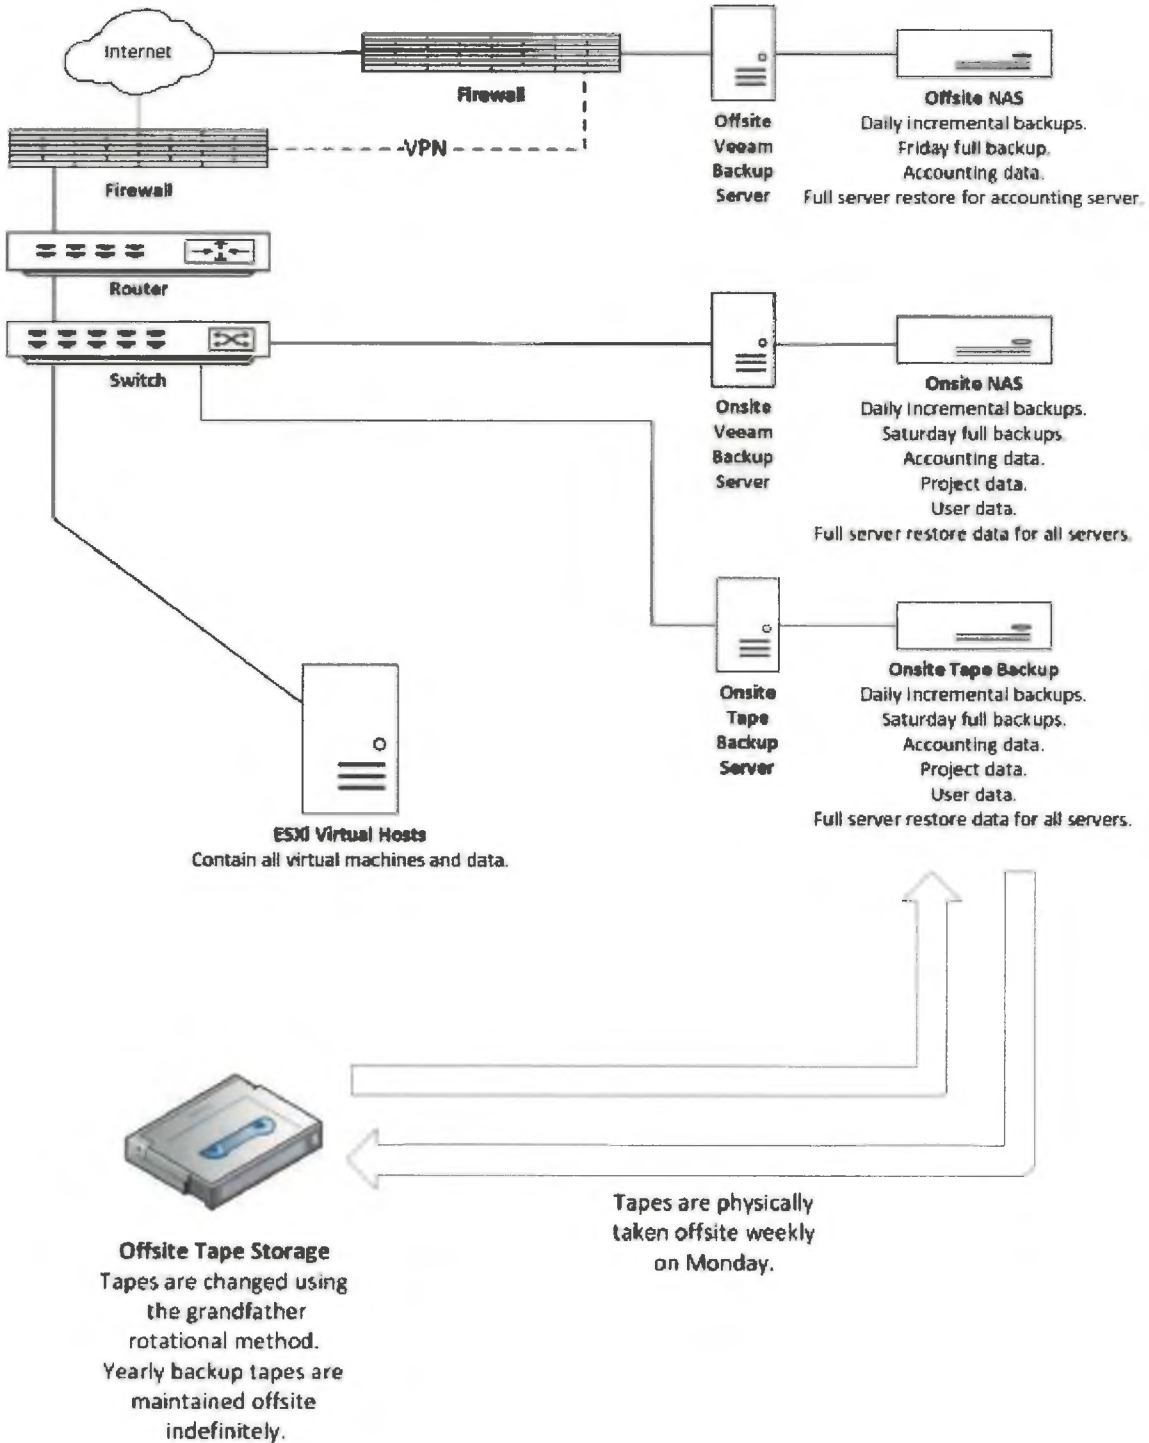 Internet
Firewall
VPN
Firewall
Router
Switch
Offsite
Veeam
Backup
Server
Offsite NAS
Daily incremental backups.
Friday full backup.
Accounting data.
Full server restore for accounting server.
Onsite
Veeam
Backup
Server
Onsite NAS
Daily incremental backups.
Saturday full backups.
Accounting data.
Project data.
User data.
Full server restore data for all servers.
Onsite
Tape
Backup
Server
Onsite Tape Backup
Daily incremental backups.
Saturday full backups.
Accounting data.
Project data.
User data.
Full server restore data for all servers.
ESXi Virtual Hosts
Contain all virtual machines and data.
Tapes are physically
taken offsite weekly
on Monday.
Offsite Tape Storage
Tapes are changed using
the grandfather
rotational method.
Yearly backup tapes are
maintained offsite
indefinitely.